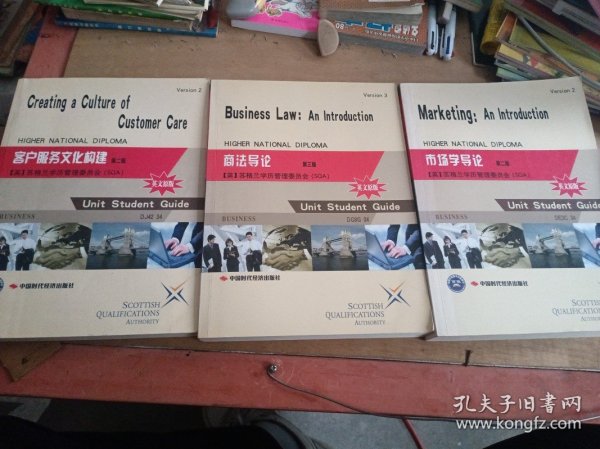 Version 2
Creating a Culture of
Customer Care
HIGHER NATIONAL DIPLOMA
客户服务文化构建 第二版
【英】苏格兰学历管理委员会(SQA)
英文原版
Unit Student Guide
BUSINESS
DJ42 34
中国时代经济出版社
SCOTTISH
QUALIFICATIONS
AUTHORITY
Version 3
Business Law: An Introduction
HIGHER NATIONAL DIPLOMA
商法导论 第三版
【英】苏格兰学历管理委员会(SQA)
英文原版
Unit Student Guide
BUSINESS
中国时代经济出版社
SCOTTISH
QUALIFICATIONS
AUTHORITY
Version 2
Marketing: An Introduction
HIGHER NATIONAL DIPLOMA
市场学导论 第二版
【英】苏格兰学历管理委员会(SQA)
英文原版
Unit Student Guide
BUSINESS
中国时代经济出版社
SCOTTISH
QUALIFICATIONS
AUTHORITY
孔夫子旧书网
www.kongfz.com